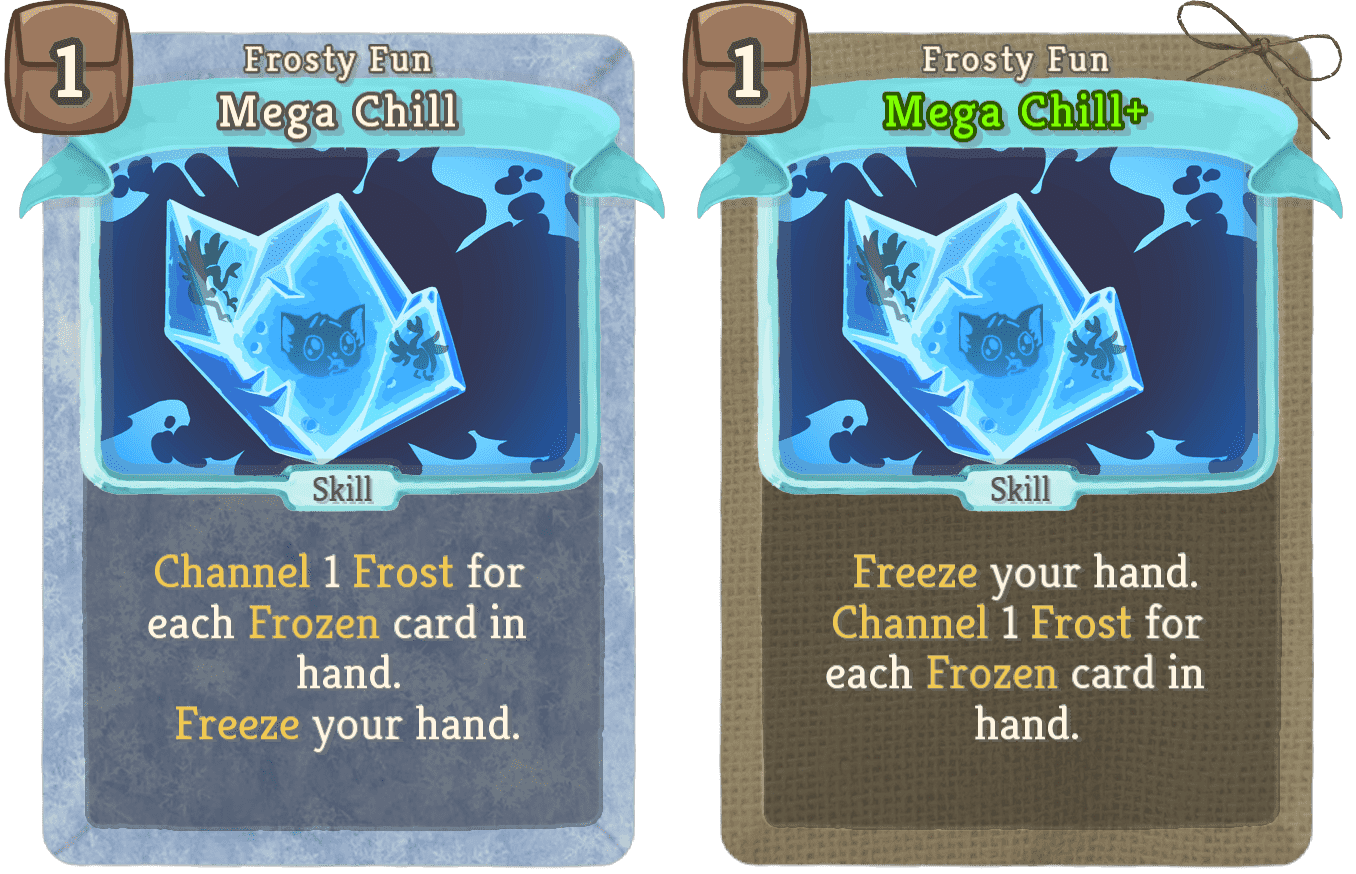 1
Frosty Fun
Mega Chill
Skill
Channel 1 Frost for
each Frozen card in
hand.
Freeze your hand.
1
Frosty Fun
Mega Chill+
Skill
Freeze your hand.
Channel 1 Frost for
each Frozen card in
hand.